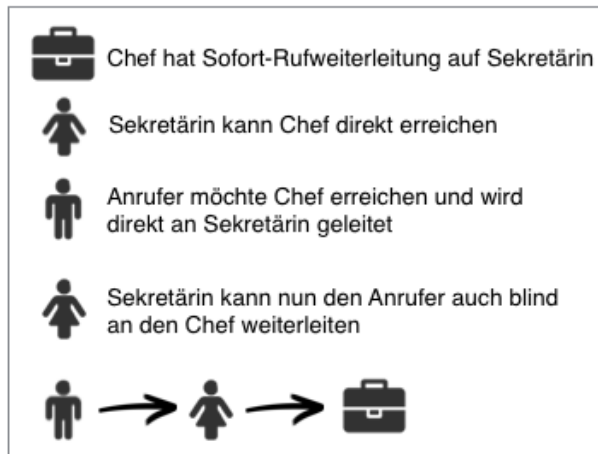 Chef hat Sofort-Rufweiterleitung auf Sekretärin
Sekretärin kann Chef direkt erreichen
Anrufer möchte Chef erreichen und wird
direkt an Sekretärin geleitet
Sekretärin kann nun den Anrufer auch blind
an den Chef weiterleiten